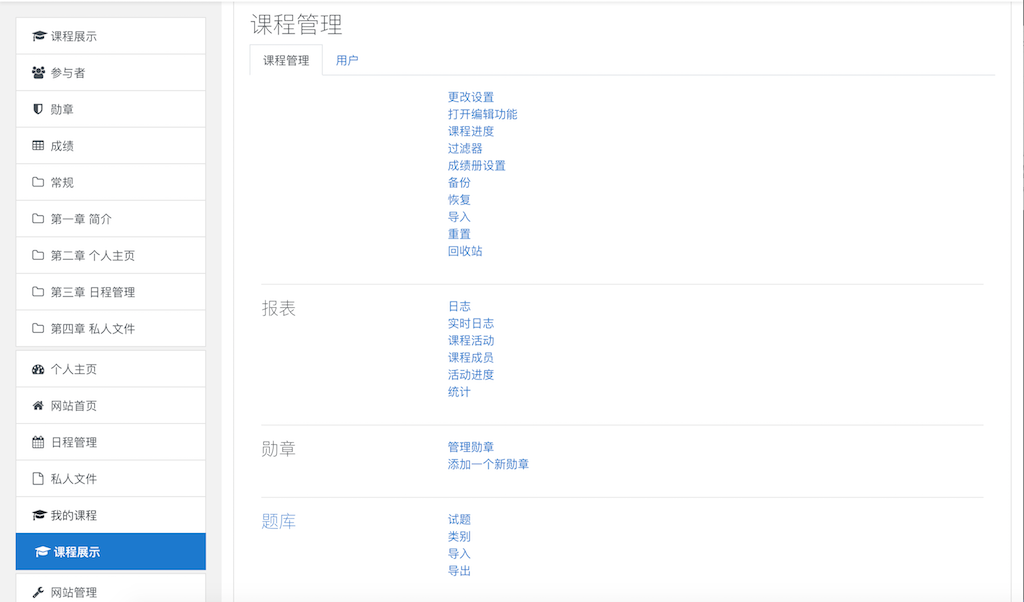 课程展示
参与者
勋章
成绩
常规
第一章 简介
第二章 个人主页
第三章 日程管理
第四章 私人文件
个人主页
网站首页
日程管理
私人文件
我的课程
课程展示
网站管理
课程管理
课程管理 用户
更改设置
打开编辑功能
课程进度
过滤器
成绩册设置
备份
恢复
导入
重置
回收站
报表
日志
实时日志
课程活动
课程成员
活动进度
统计
勋章
管理勋章
添加一个新勋章
题库
试题
类别
导入
导出